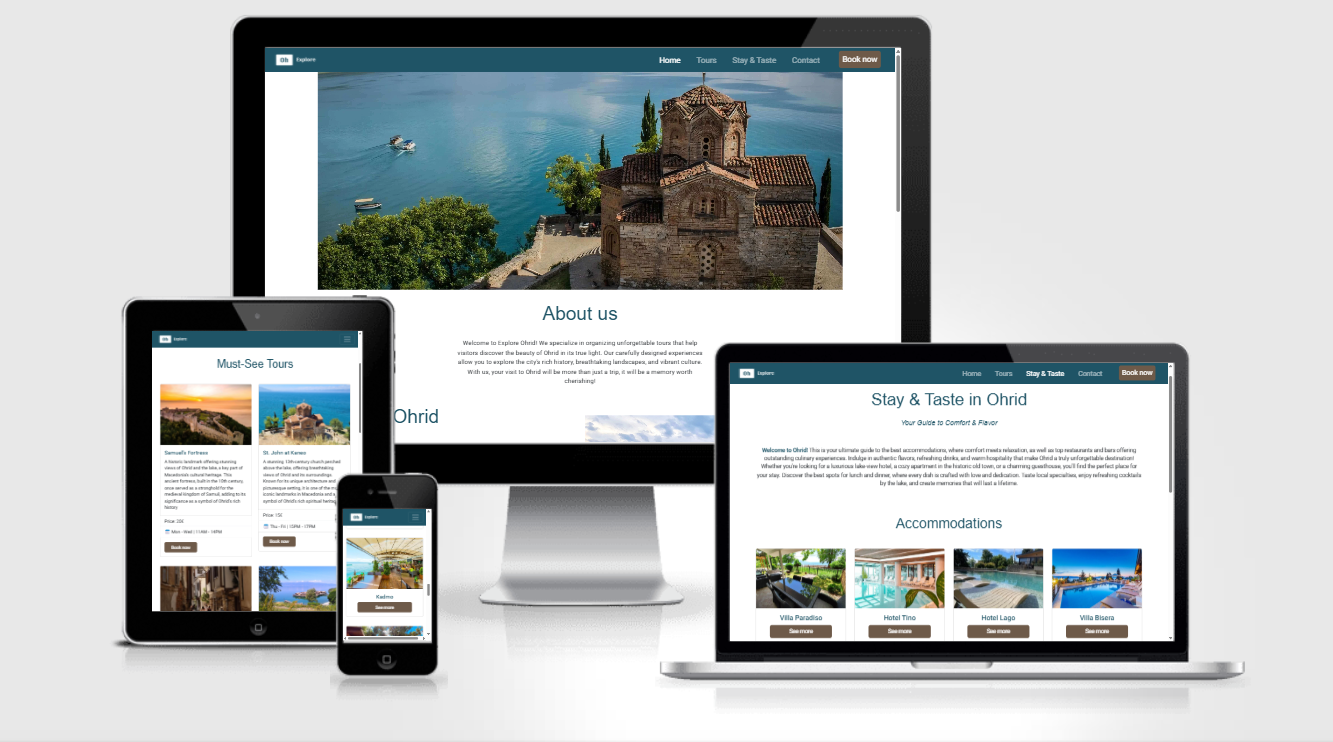 Oh Explore
Home Tours Stay & Taste Contact Book now
About us
Welcome to Explore Ohrid! We specialize in organizing unforgettable tours that help
visitors discover the beauty of Ohrid in its true light. Our carefully designed experiences
allow you to explore the city's rich history, breathtaking landscapes, and vibrant culture.
With us, your visit to Ohrid will be more than just a trip, it will be a memory worth
cherishing!
Ohrid
Oh Explore
Must-See Tours
Samuil's Fortress
A historic landmark offering stunning
views of Ohrid and the lake, a key part of
Macedonia's cultural heritage. This
ancient fortress, built in the 10th century,
once served as a stronghold for the
medieval kingdom of Samuil, adding to its
significance as a symbol of Ohrid's rich
history.
Price: 20€
Mon - Wed | 11AM - 14PM
Book now
St. John at Kaneo
A stunning, 13th-century church perched
above the lake, offering breathtaking
views of Ohrid and its surroundings.
Known for its unique architecture and
picturesque setting, it is one of the
iconic landmarks in Macedonia and a
symbol of Ohrid's rich spiritual heritage.
Price: 15€
Thu - Fri | 12PM - 17PM
Book now
Oh Explore
Kadmo
See more
Oh Explore
Home Tours Stay & Taste Contact Book now
Stay & Taste in Ohrid
Your Guide to Comfort & Flavor
Welcome to Ohrid! This is your ultimate guide to the best accommodations, where comfort meets relaxation, as well as top restaurants and bars offering
outstanding culinary experiences. Indulge in authentic flavors, refreshing drinks, and warm hospitality that make Ohrid a truly unforgettable destination!
Whether you're looking for a luxurious lake-view hotel, a cozy apartment in the historic old town, or a charming guesthouse, you'll find the perfect place for
your stay. Discover the best spots for lunch and dinner, where every dish is crafted with love and dedication. Taste local specialties, enjoy refreshing cocktails
by the lake, and create memories that will last a lifetime.
Accommodations
Villa Paradiso Hotel Tino Hotel Lago Villa Bisera
See more See more See more See more